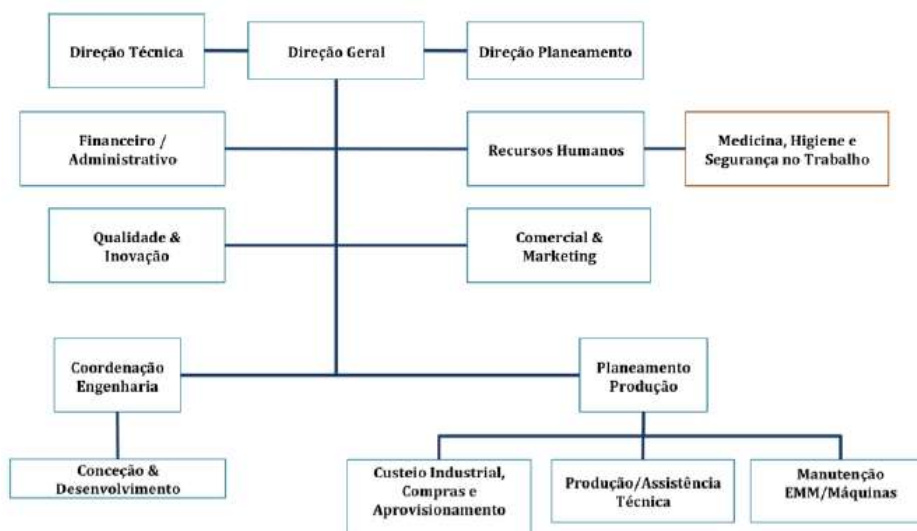 Direção Técnica
Direção Geral
Direção Planeamento
Financeiro /
Administrativo
Recursos Humanos
Medicina, Higiene e
Segurança no Trabalho
Qualidade &
Inovação
Comercial &
Marketing
Coordenação
Engenharia
Planeamento
Produção
Conceção &
Desenvolvimento
Custeio Industrial,
Compras e
Aprovisionamento
Produção/Assistência
Técnica
Manutenção
EMM/Máquinas